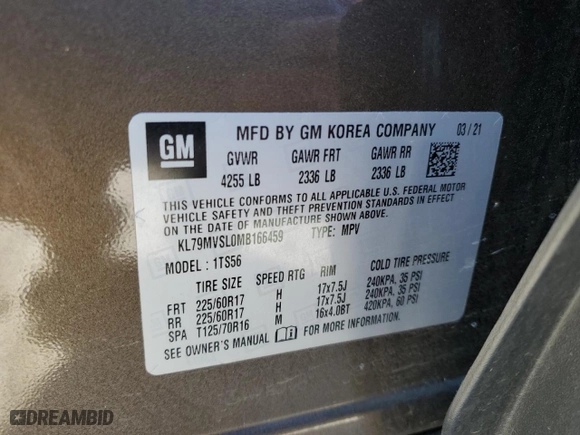 GM
MFD BY GM KOREA COMPANY 03/21
GVWR GAWR FRT GAWR RR
4255 LB 2336 LB 2336 LB
THIS VEHICLE CONFORMS TO ALL APPLICABLE U.S. FEDERAL MOTOR
VEHICLE SAFETY AND THEFT PREVENTION STANDARDS IN EFFECT
ON THE DATE OF MANUFACTURE SHOWN ABOVE.
KL79MVSL0MB166459 TYPE: MPV
MODEL: 1TS56
TIRE SIZE SPEED RTG RIM COLD TIRE PRESSURE
FRT 225/60R17 H 17x7.5J 240KPA, 35 PSI
RR 225/60R17 H 17x7.5J 240KPA, 35 PSI
SPA T125/70R16 M 16x4.0BT 420KPA, 60 PSI
SEE OWNER'S MANUAL FOR MORE INFORMATION.
DREAMBID